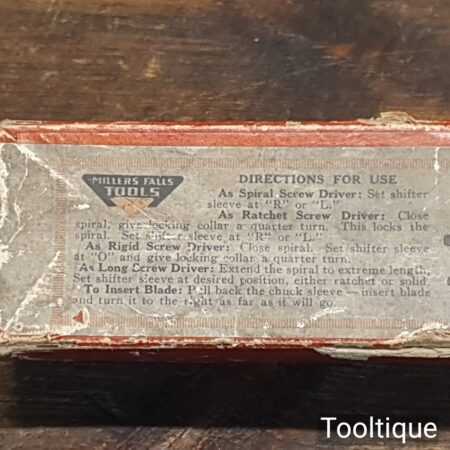 MILLERS FALLS
TOOLS
DIRECTIONS FOR USE
As Spiral Screw Driver: Set shifter
sleeve at "R" or "L."
As Ratchet Screw Driver: Close
spiral, give locking collar a quarter turn. This locks the
spiral. Set shifter sleeve at "R" or "L."
As Rigid Screw Driver: Close spiral. Set shifter sleeve
at "O" and give locking collar a quarter turn.
As Long Screw Driver: Extend the spiral to extreme length,
Set shifter sleeve at desired position, either ratchet or solid
To Insert Blade: Pull back the chuck sleeve — insert blade
and turn it to the right as far as it will go.
Tooltique